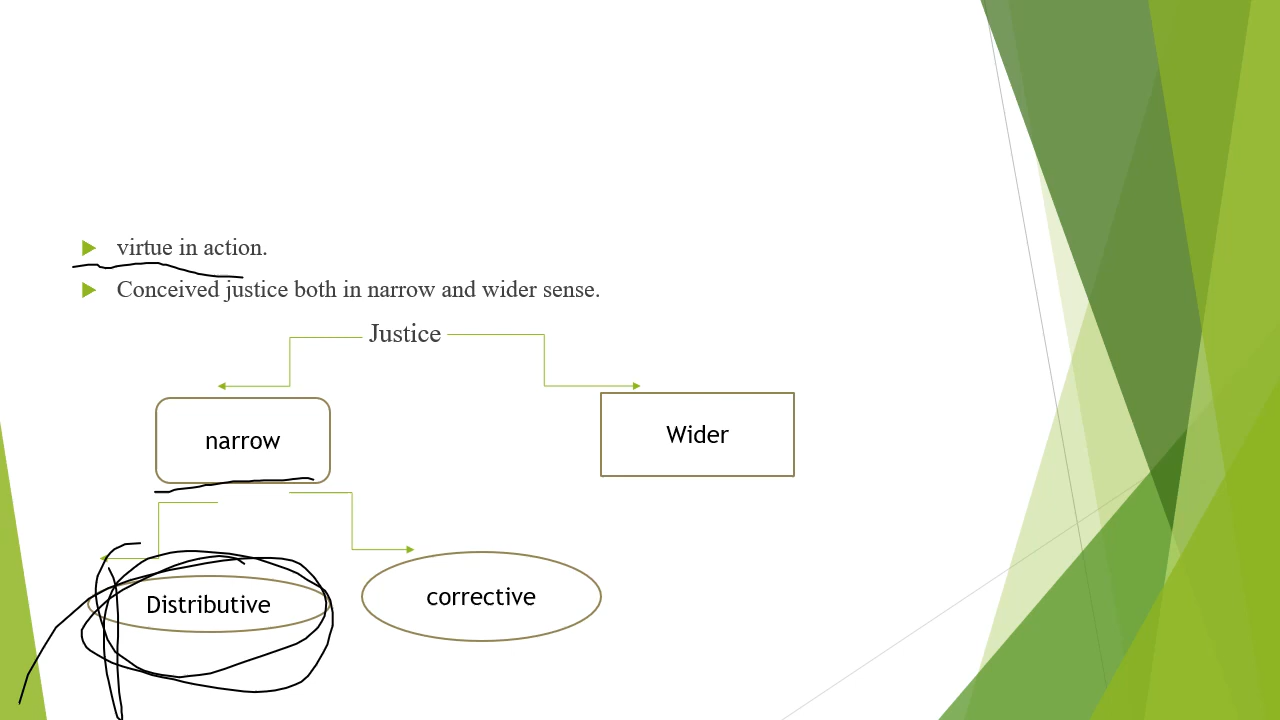 virtue in action.
Conceived justice both in narrow and wider sense.
Justice
narrow
Wider
Distributive
corrective